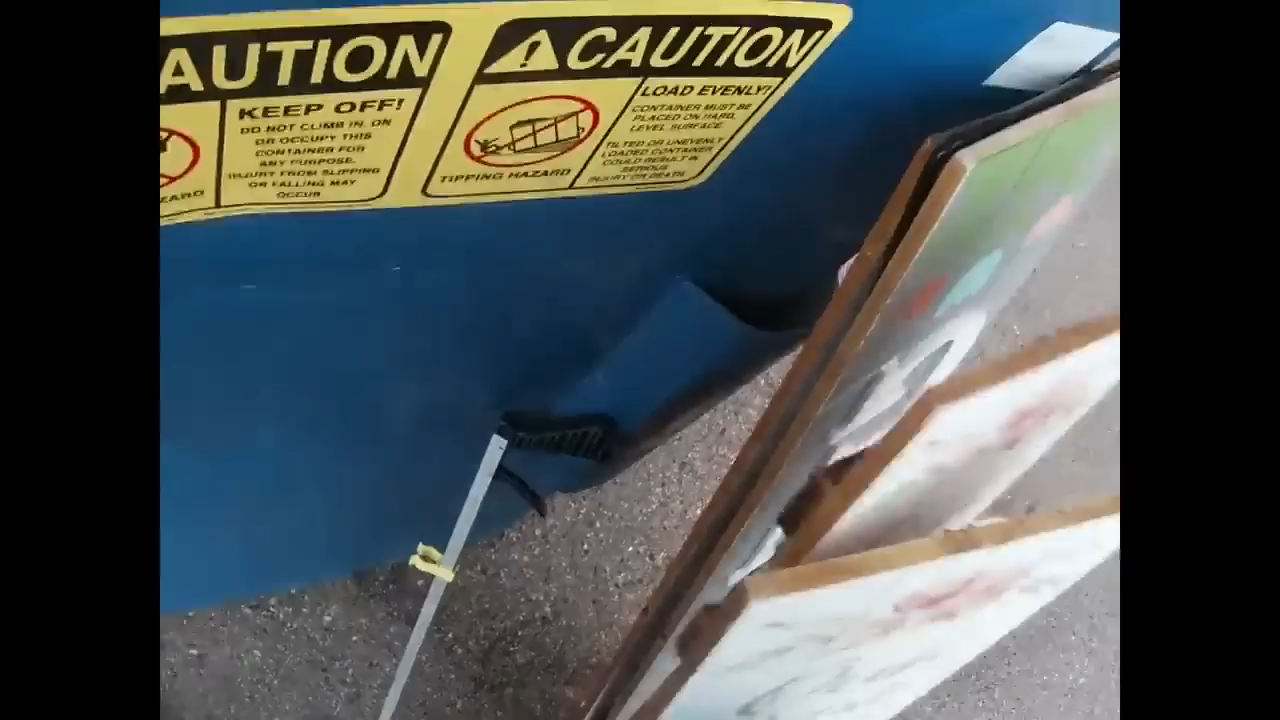 AUTION
KEEP OFF!
DO NOT CLIMB IN, ON
OR OCCUPY THIS
CONTAINER FOR
ANY PURPOSE.
INJURY FROM SLIPPING
OR FALLING MAY
OCCUR
ZARD
CAUTION
LOAD EVENLY!
CONTAINER MUST BE
PLACED ON HARD,
LEVEL SURFACE.
TILTED OR UNEVENLY
LOADED CONTAINER
COULD RESULT IN
SERIOUS
INJURY OR DEATH.
TIPPING HAZARD